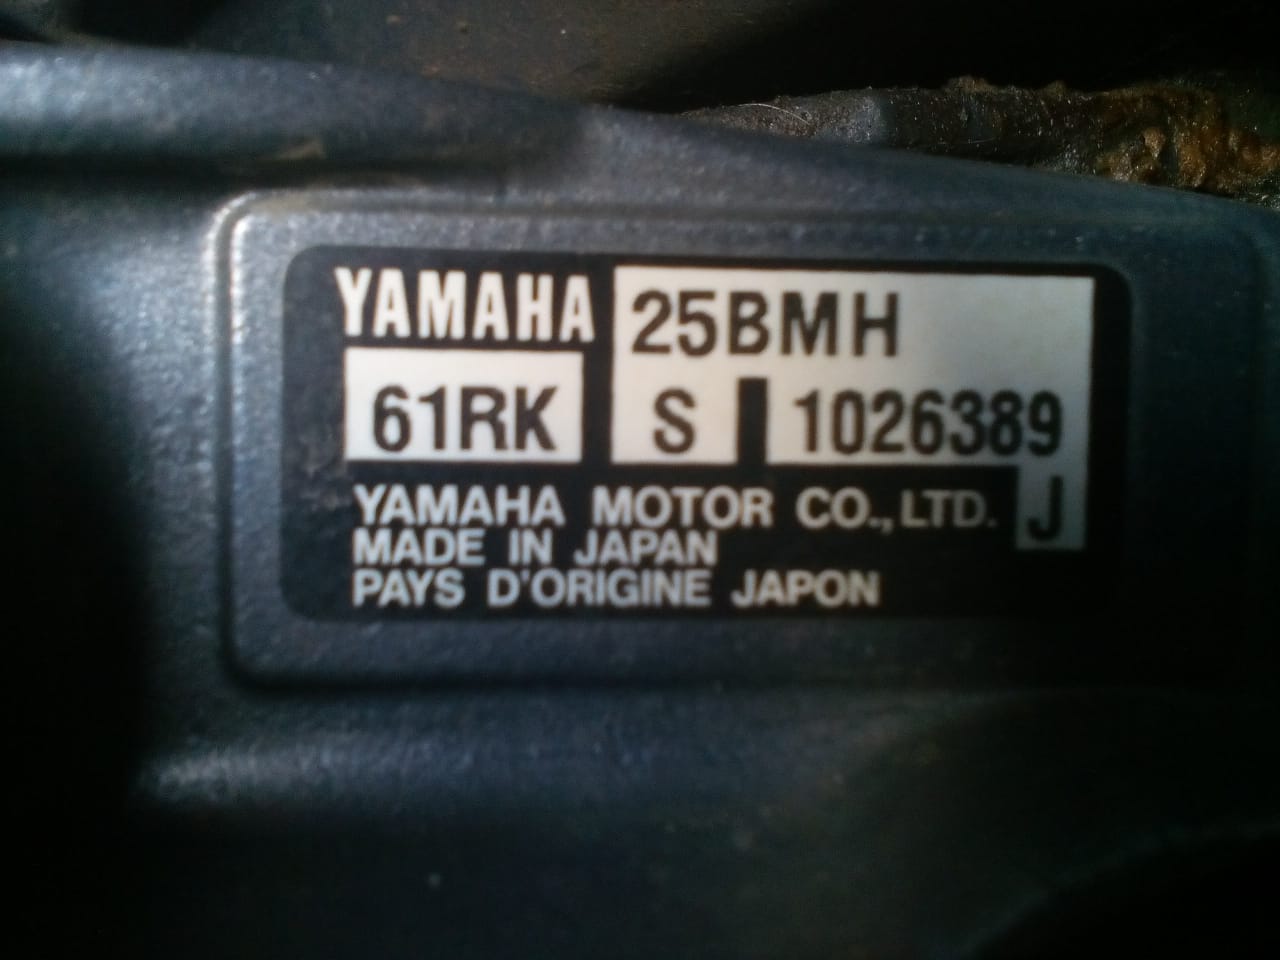 YAMAHA 25BMH
61RK S 1026389
YAMAHA MOTOR CO., LTD. J
MADE IN JAPAN
PAYS D'ORIGINE JAPON